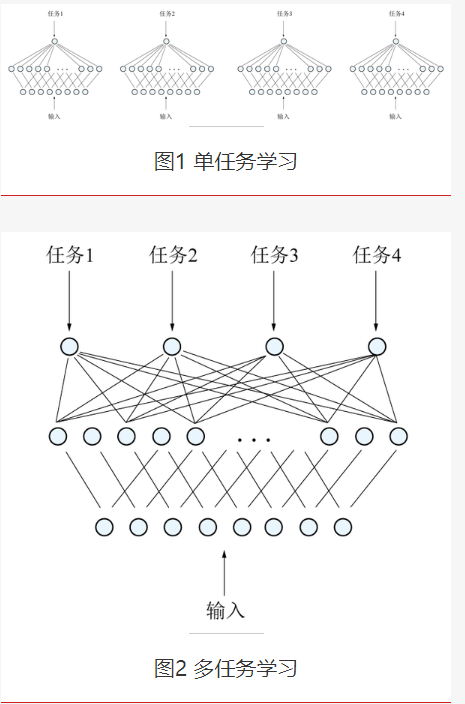 任务1 任务2 任务3 任务4
...
输入 输入 输入 输入
图1 单任务学习
任务1 任务2 任务3 任务4
...
输入
图2 多任务学习